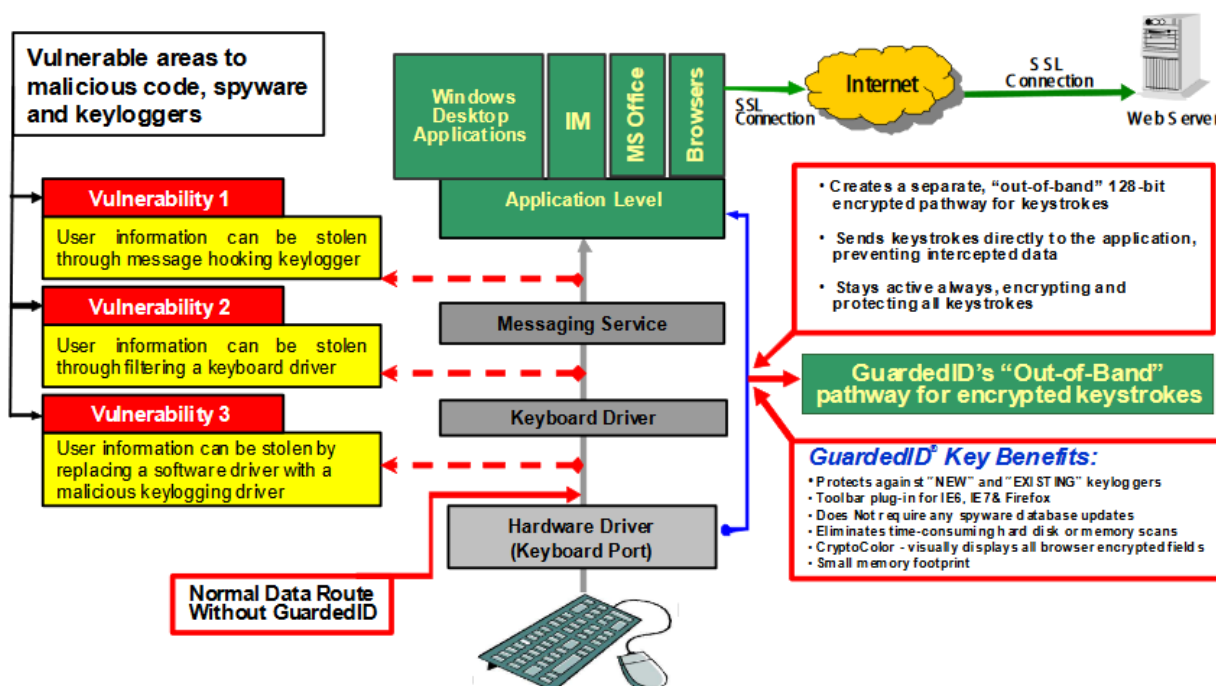 Vulnerable areas to
malicious code, spyware
and keyloggers
Vulnerability 1
User information can be stolen
through message hooking keylogger
Vulnerability 2
User information can be stolen
through filtering a keyboard driver
Vulnerability 3
User information can be stolen by
replacing a software driver with a
malicious keylogging driver
Normal Data Route
Without GuardedID
Windows
Desktop
Applications
IM
MS Office
Browsers
Application Level
Messaging Service
Keyboard Driver
Hardware Driver
(Keyboard Port)
SSL
Connection
Internet
SSL
Connection
Web Server
• Creates a separate, “out-of-band” 128-bit
encrypted pathway for keystrokes
• Sends keystrokes directly to the application,
preventing intercepted data
• Stays active always, encrypting and
protecting all keystrokes
GuardedID’s “Out-of-Band”
pathway for encrypted keystrokes
GuardedID® Key Benefits:
• Protects against “NEW” and “EXISTING” keyloggers
• Toolbar plug-in for IE6, IE7 & Firefox
• Does Not require any spyware database updates
• Eliminates time-consuming hard disk or memory scans
• CryptoColor - visually displays all browser encrypted fields
• Small memory footprint